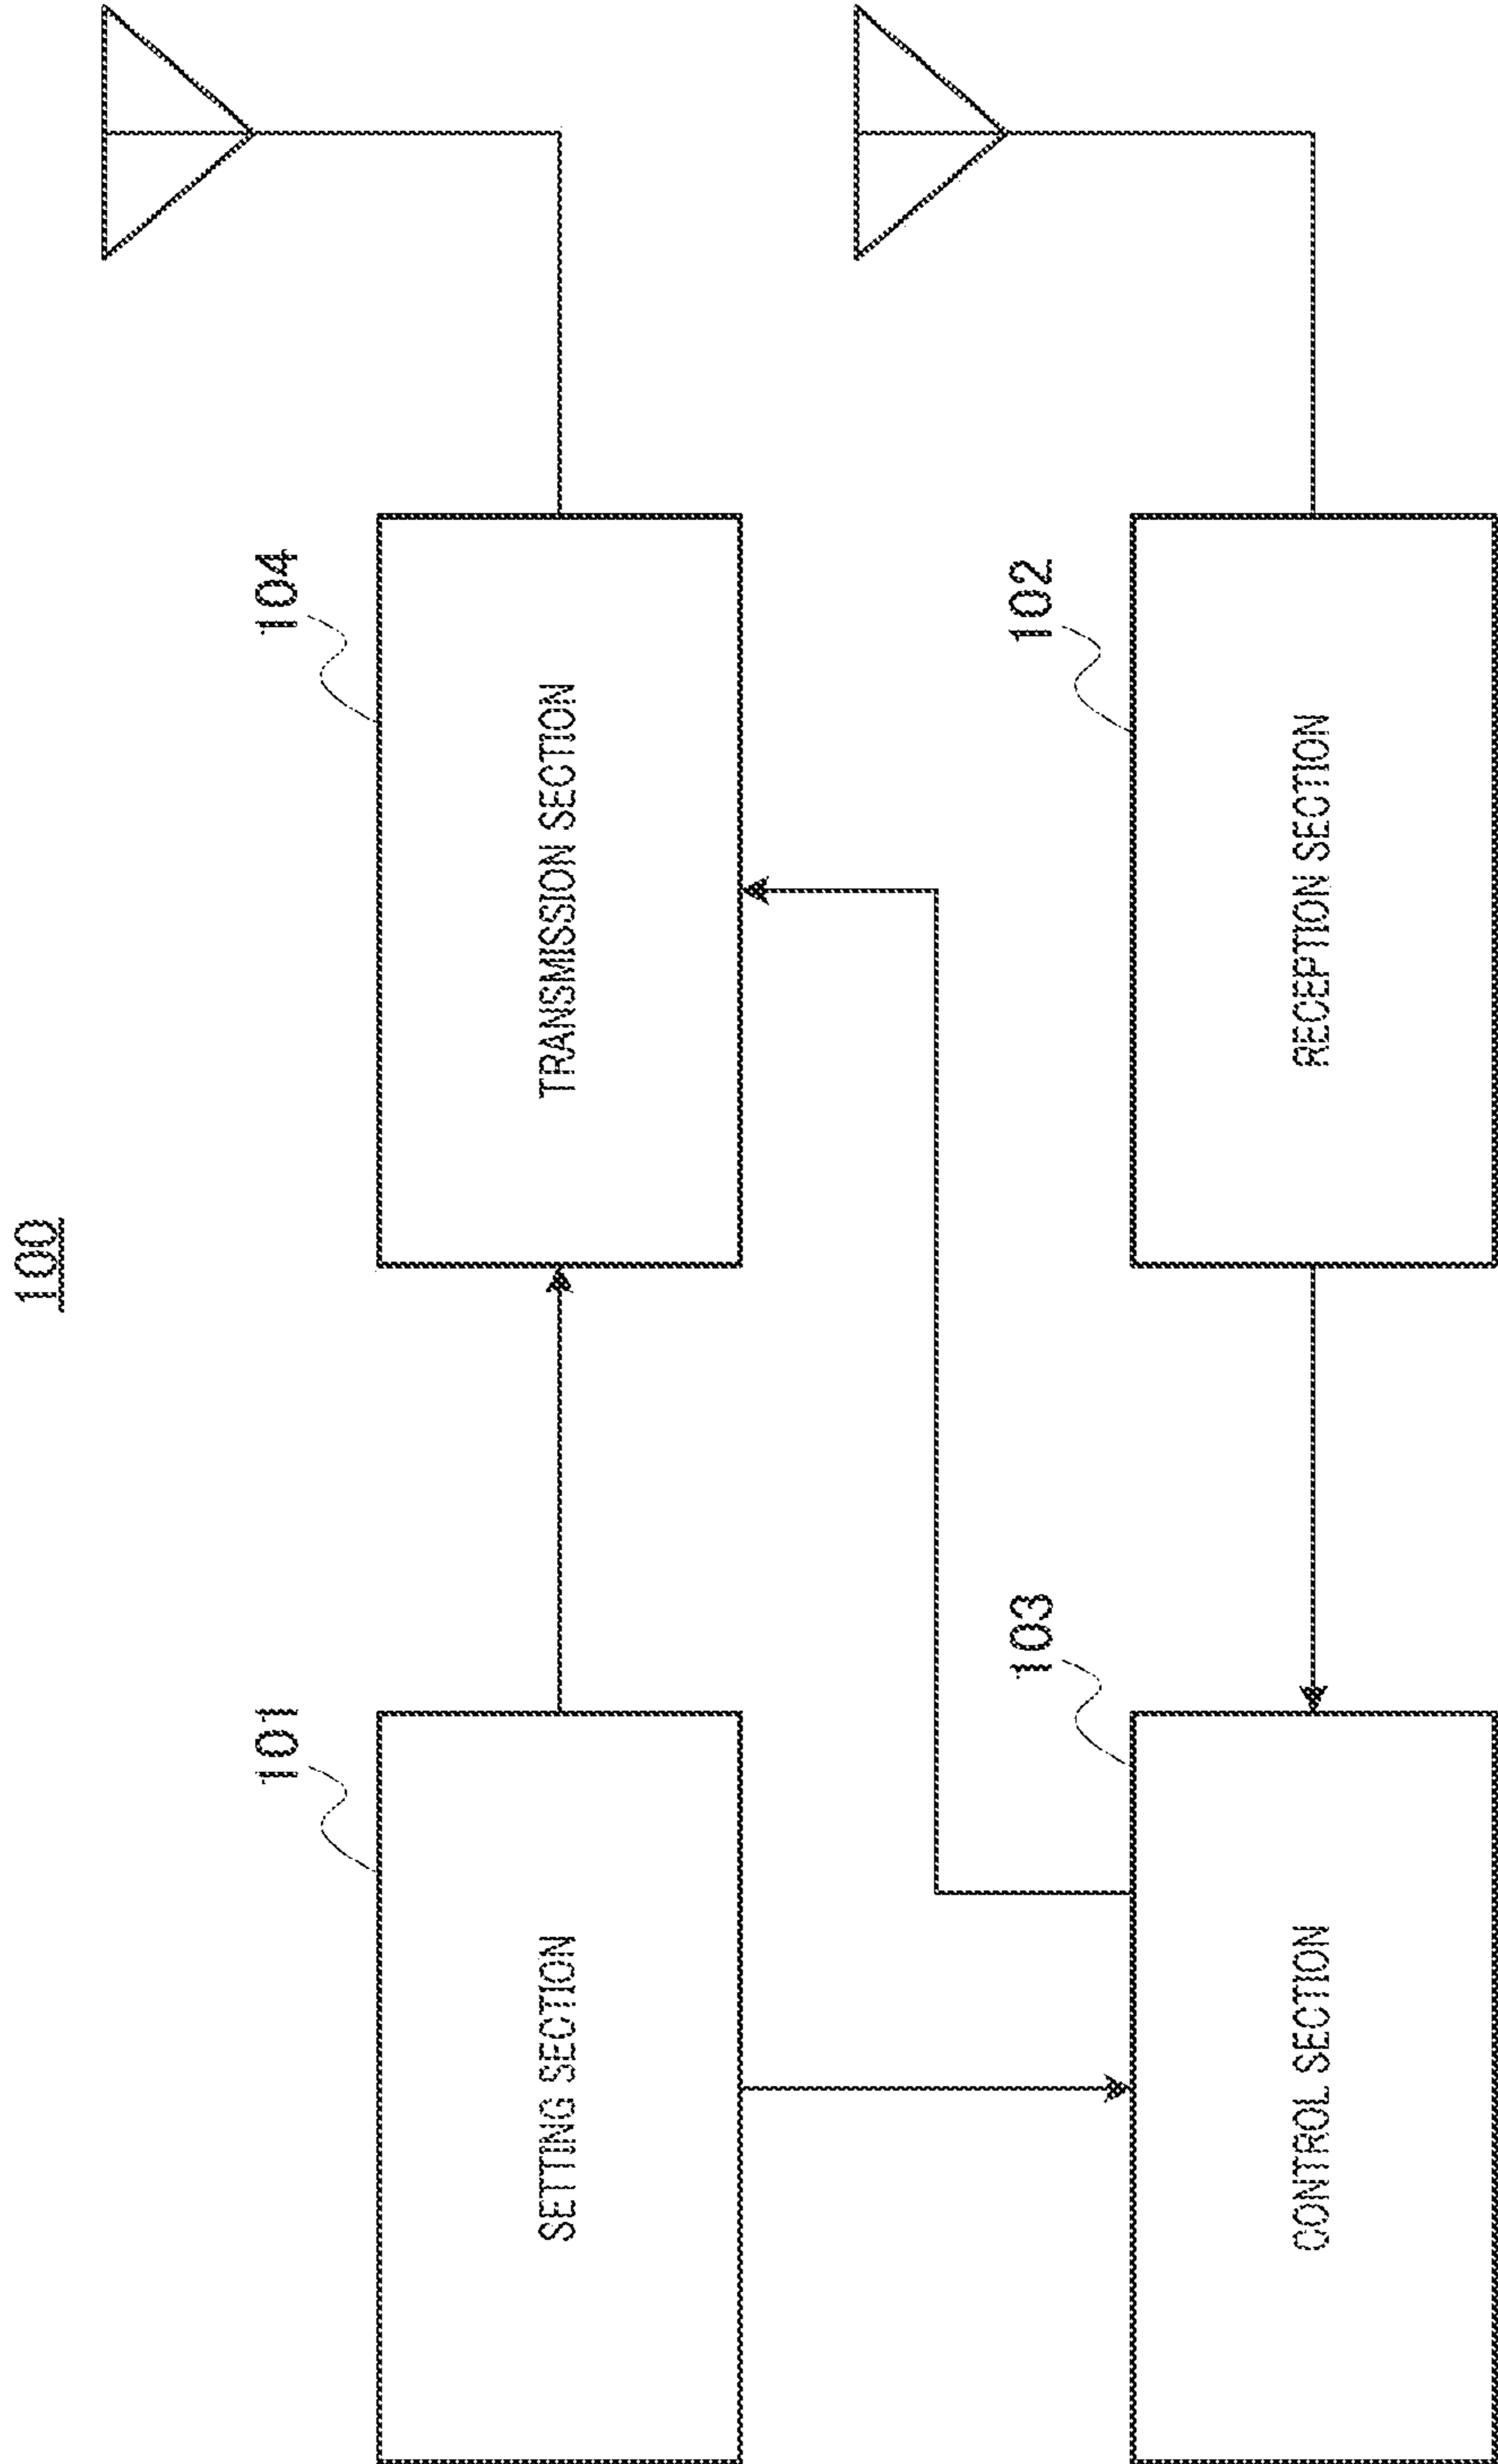 100
101
SETTING SECTION
104
TRANSMISSION SECTION
103
CONTROL SECTION
102
RECEPTION SECTION